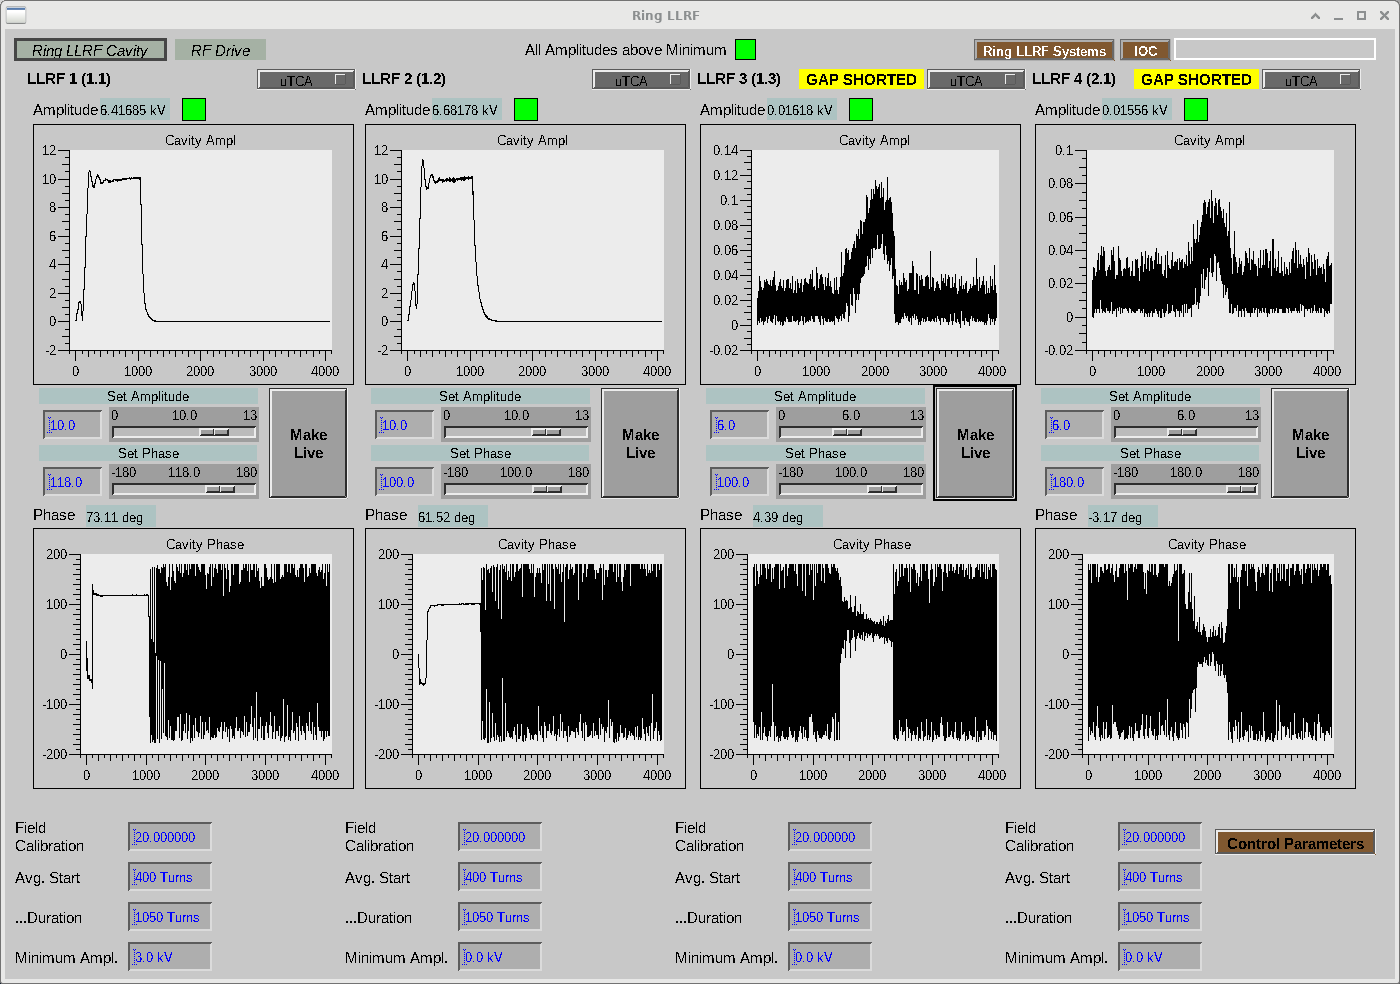 Ring LLRF
Ring LLRF Cavity RF Drive All Amplitudes above Minimum Ring LLRF Systems IOC
LLRF 1 (1.1) uTCA LLRF 2 (1.2) uTCA LLRF 3 (1.3) GAP SHORTED uTCA LLRF 4 (2.1) GAP SHORTED uTCA
Amplitude 6.41685 kV Amplitude 6.68178 kV Amplitude 0.01618 kV Amplitude 0.01556 kV
Cavity Ampl
12
10
8
6
4
2
0
-2
0 1000 2000 3000 4000
Cavity Ampl
12
10
8
6
4
2
0
-2
0 1000 2000 3000 4000
Cavity Ampl
0.14
0.12
0.1
0.08
0.06
0.04
0.02
0
-0.02
0 1000 2000 3000 4000
Cavity Ampl
0.1
0.08
0.06
0.04
0.02
0
-0.02
0 1000 2000 3000 4000
Set Amplitude
10.0 0 10.0 13
Set Phase
118.0 -180 118.0 180
Make
Live
Set Amplitude
10.0 0 10.0 13
Set Phase
100.0 -180 100.0 180
Make
Live
Set Amplitude
6.0 0 6.0 13
Set Phase
100.0 -180 100.0 180
Make
Live
Set Amplitude
6.0 0 6.0 13
Set Phase
180.0 -180 180.0 180
Make
Live
Phase 73.11 deg Phase 61.52 deg Phase 4.39 deg Phase -3.17 deg
Cavity Phase
200
100
0
-100
-200
0 1000 2000 3000 4000
Cavity Phase
200
100
0
-100
-200
0 1000 2000 3000 4000
Cavity Phase
200
100
0
-100
-200
0 1000 2000 3000 4000
Cavity Phase
200
100
0
-100
-200
0 1000 2000 3000 4000
Field
Calibration 20.000000
Avg. Start 400 Turns
...Duration 1050 Turns
Minimum Ampl. 3.0 kV
Field
Calibration 20.000000
Avg. Start 400 Turns
...Duration 1050 Turns
Minimum Ampl. 0.0 kV
Field
Calibration 20.000000
Avg. Start 400 Turns
...Duration 1050 Turns
Minimum Ampl. 0.0 kV
Field
Calibration 20.000000
Avg. Start 400 Turns
...Duration 1050 Turns
Minimum Ampl. 0.0 kV
Control Parameters